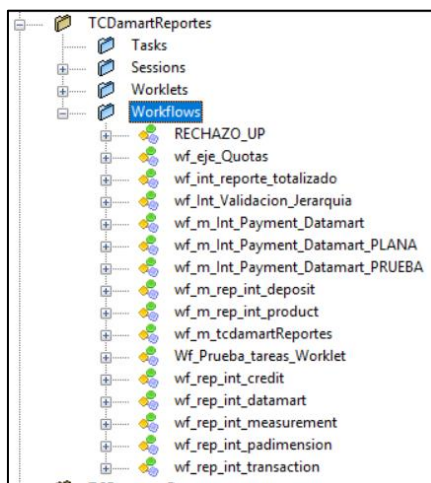 TCDamartReportes
Tasks
Sessions
Worklets
Workflows
RECHAZO_UP
wf_eje_Quotas
wf_int_reporte_totalizado
wf_Int_Validacion_Jerarquia
wf_m_Int_Payment_Datamart
wf_m_Int_Payment_Datamart_PLANA
wf_m_Int_Payment_Datamart_PRUEBA
wf_m_rep_int_deposit
wf_m_rep_int_product
wf_m_tcdamartReportes
Wf_Prueba_tareas_Worklet
wf_rep_int_credit
wf_rep_int_datamart
wf_rep_int_measurement
wf_rep_int_padimension
wf_rep_int_transaction